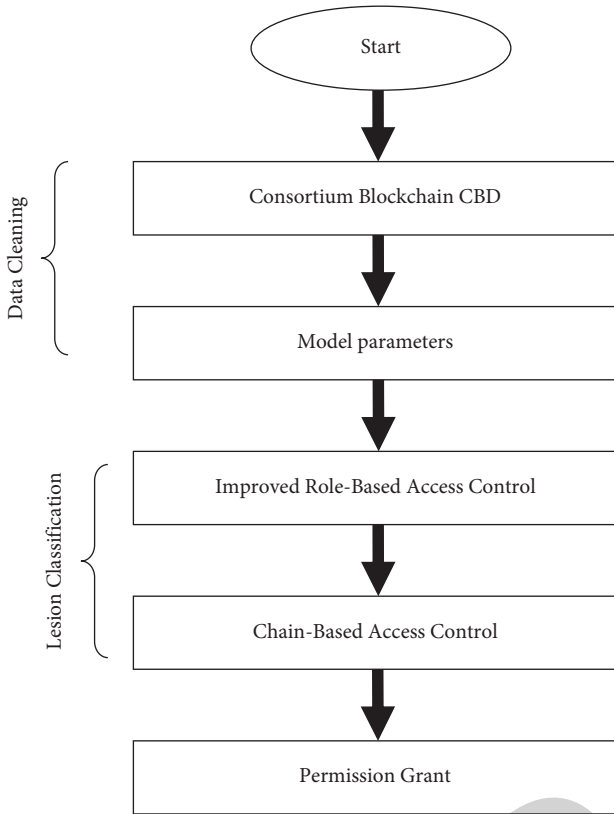 Start
Data Cleaning
Consortium Blockchain CBD
Model parameters
Lesion Classification
Improved Role-Based Access Control
Chain-Based Access Control
Permission Grant